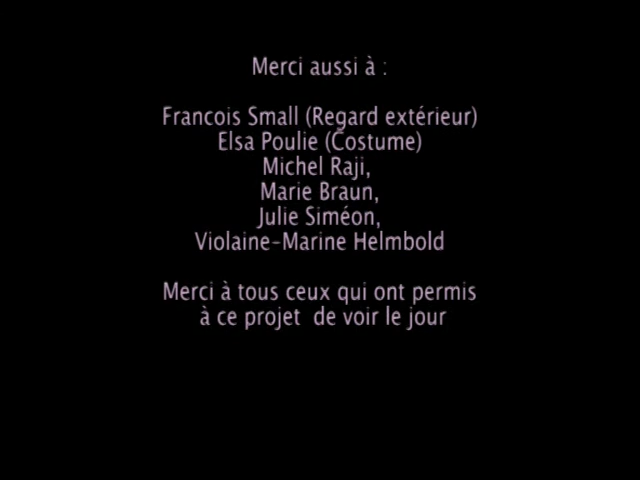 Merci aussi à :
Francois Small (Regard extérieur)
Elsa Poulie (Costume)
Michel Raji,
Marie Braun,
Julie Siméon,
Violaine-Marine Helmbold
Merci à tous ceux qui ont permis
à ce projet  de voir le jour